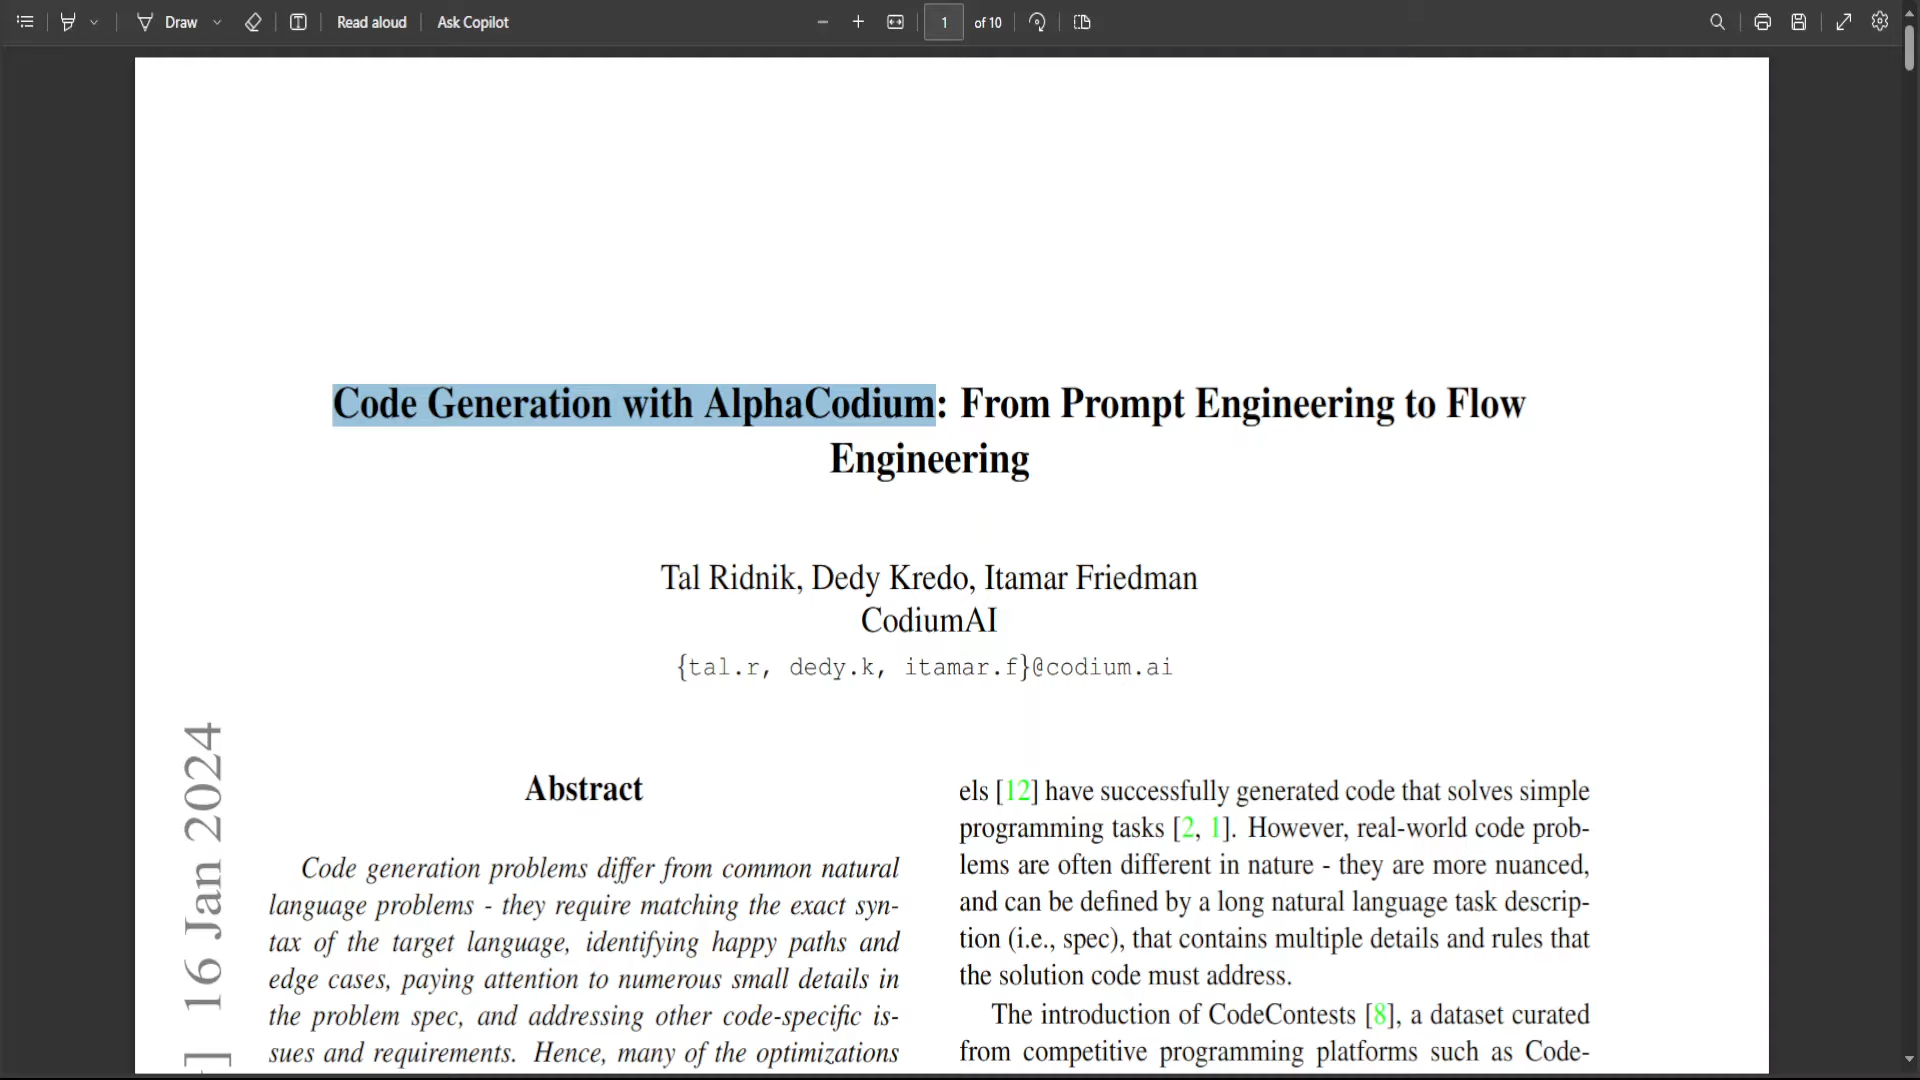 Draw
Read aloud
Ask Copilot
1 of 10
Code Generation with AlphaCodium: From Prompt Engineering to Flow
Engineering
Tal Ridnik, Dedy Kredo, Itamar Friedman
CodiumAI
{tal.r, dedy.k, itamar.f}@codium.ai
] 16 Jan 2024
Abstract
Code generation problems differ from common natural
language problems - they require matching the exact syn-
tax of the target language, identifying happy paths and
edge cases, paying attention to numerous small details in
the problem spec, and addressing other code-specific is-
sues and requirements. Hence, many of the optimizations
els [12] have successfully generated code that solves simple
programming tasks [2, 1]. However, real-world code prob-
lems are often different in nature - they are more nuanced,
and can be defined by a long natural language task descrip-
tion (i.e., spec), that contains multiple details and rules that
the solution code must address.
The introduction of CodeContests [8], a dataset curated
from competitive programming platforms such as Code-